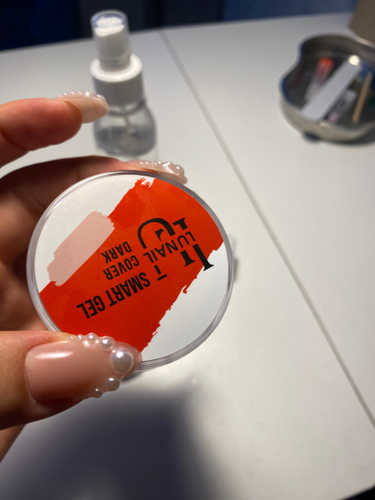 LUNAIL
COVER
DARK
SMART GEL